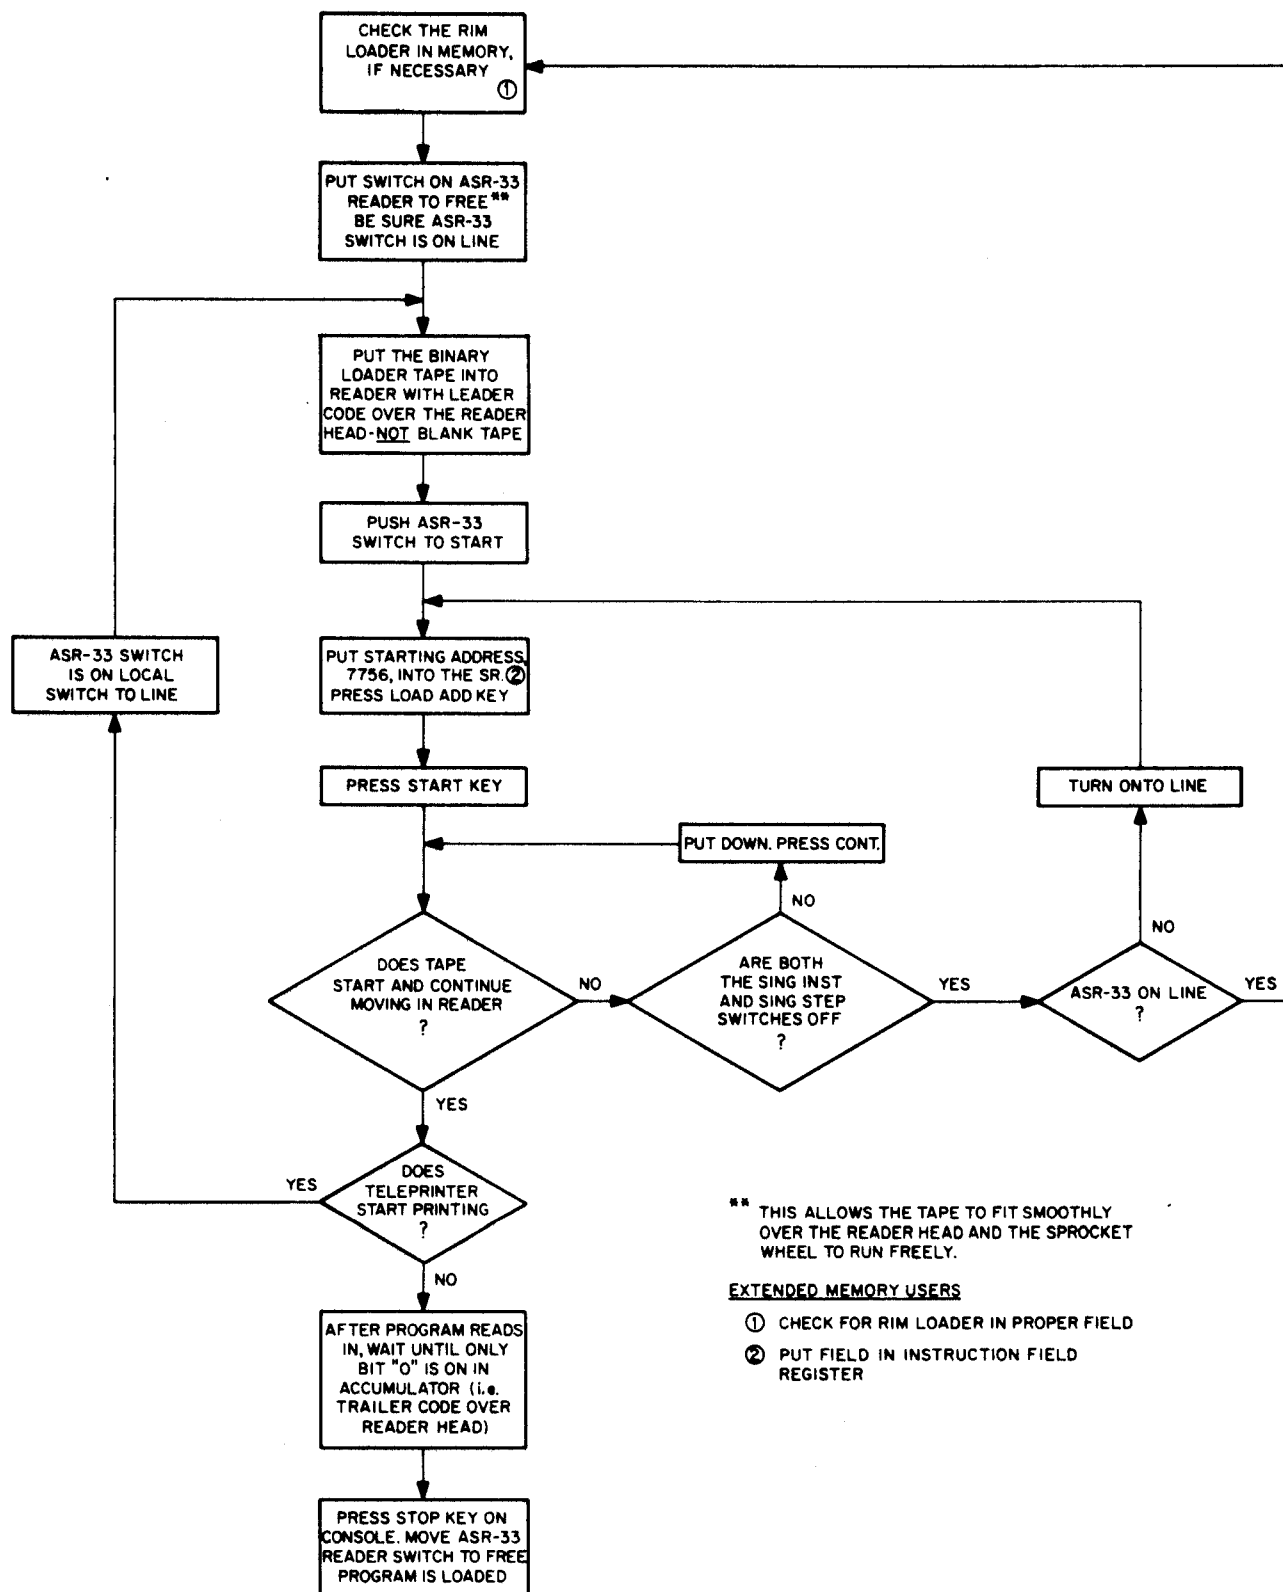 CHECK THE RIM
LOADER IN MEMORY,
IF NECESSARY
①
PUT SWITCH ON ASR-33
READER TO FREE**
BE SURE ASR-33
SWITCH IS ON LINE
PUT THE BINARY
LOADER TAPE INTO
READER WITH LEADER
CODE OVER THE READER
HEAD-NOT BLANK TAPE
PUSH ASR-33
SWITCH TO START
ASR-33 SWITCH
IS ON LOCAL
SWITCH TO LINE
PUT STARTING ADDRESS,
7756, INTO THE SR.②
PRESS LOAD ADD KEY
PRESS START KEY
TURN ONTO LINE
PUT DOWN. PRESS CONT.
NO
NO
DOES TAPE
START AND CONTINUE
MOVING IN READER
?
NO
ARE BOTH
THE SING INST
AND SING STEP
SWITCHES OFF
?
YES
ASR-33 ON LINE
?
YES
YES
YES
DOES
TELEPRINTER
START PRINTING
?
NO
AFTER PROGRAM READS
IN, WAIT UNTIL ONLY
BIT "O" IS ON IN
ACCUMULATOR (i.e.
TRAILER CODE OVER
READER HEAD)
PRESS STOP KEY ON
CONSOLE. MOVE ASR-33
READER SWITCH TO FREE
PROGRAM IS LOADED
** THIS ALLOWS THE TAPE TO FIT SMOOTHLY
OVER THE READER HEAD AND THE SPROCKET
WHEEL TO RUN FREELY.
EXTENDED MEMORY USERS
① CHECK FOR RIM LOADER IN PROPER FIELD
② PUT FIELD IN INSTRUCTION FIELD
REGISTER